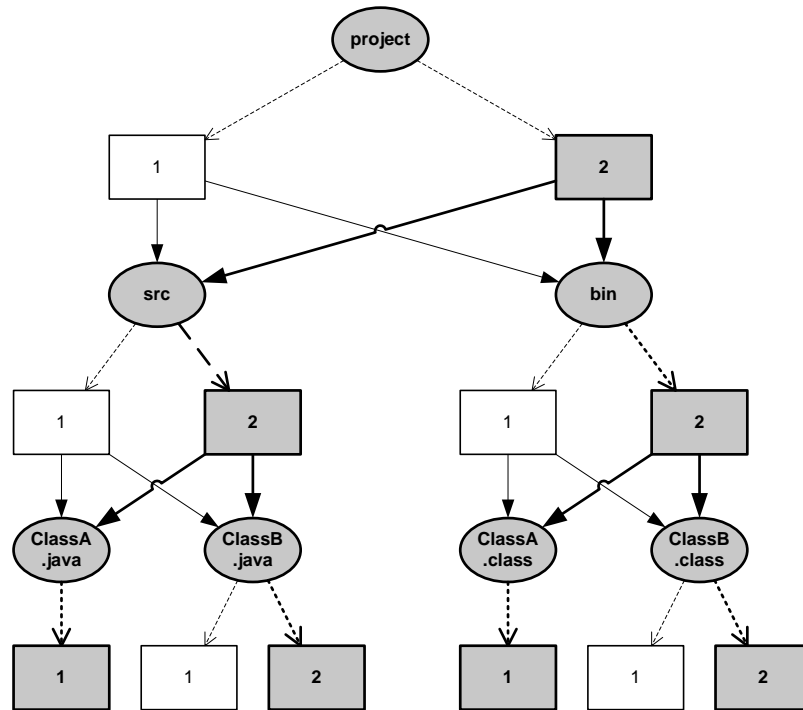 project
1
2
src
bin
1
2
1
2
ClassA
.java
ClassB
.java
ClassA
.class
ClassB
.class
1
1
2
1
1
2